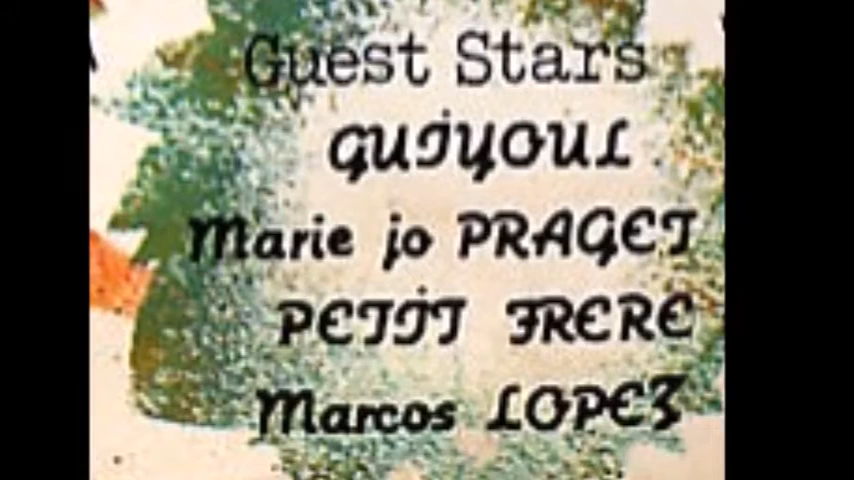 Guest Stars
GUIYOUL
Marie jo PRAGET
PETIT FRERE
Marcos LOPEZ